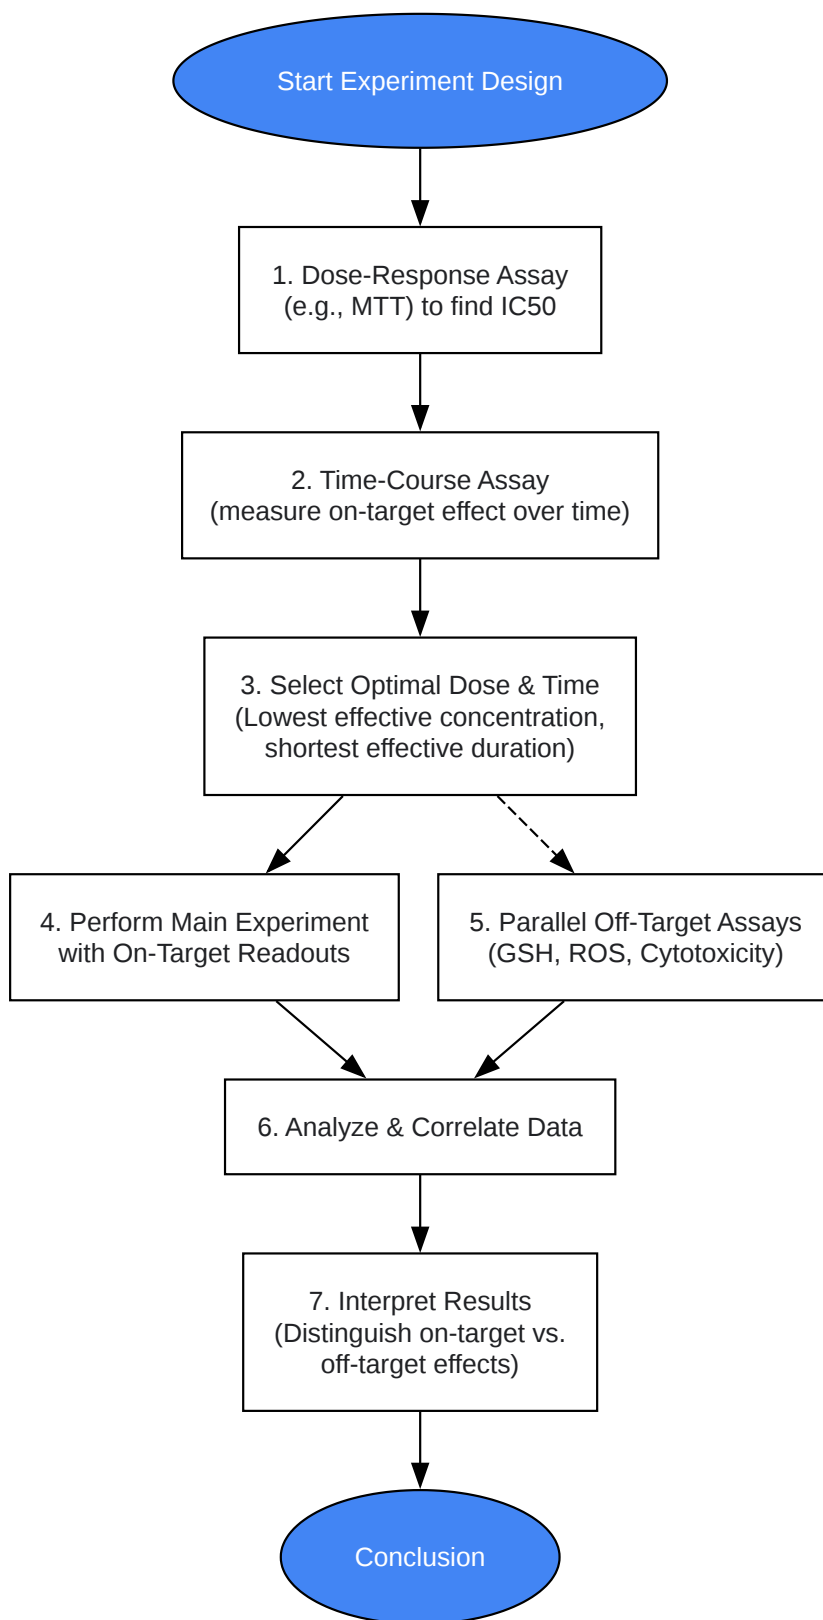 Start Experiment Design
1. Dose-Response Assay
(e.g., MTT) to find IC50
2. Time-Course Assay
(measure on-target effect over time)
3. Select Optimal Dose & Time
(Lowest effective concentration,
shortest effective duration)
4. Perform Main Experiment
with On-Target Readouts
5. Parallel Off-Target Assays
(GSH, ROS, Cytotoxicity)
6. Analyze & Correlate Data
7. Interpret Results
(Distinguish on-target vs.
off-target effects)
Conclusion